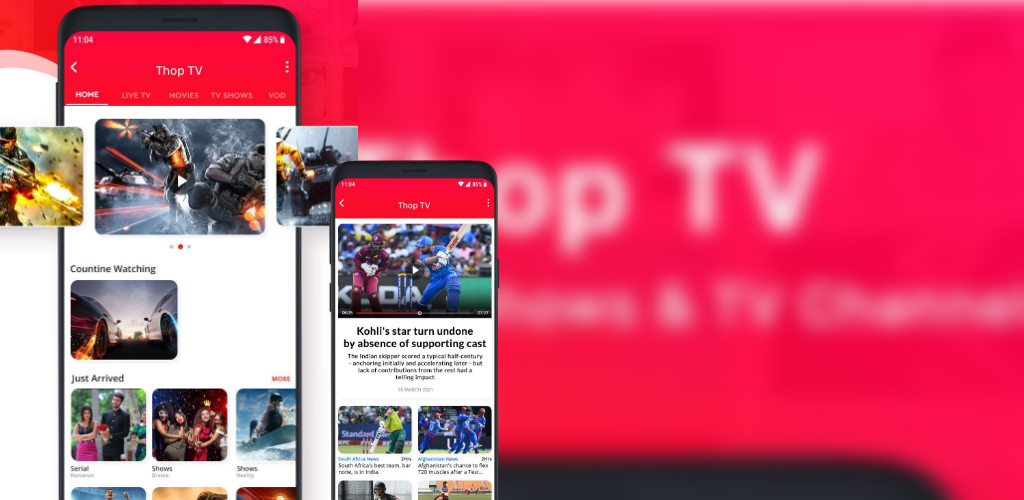 11:04
85%
Thop TV
HOME
LIVE TV
MOVIES
TV SHOWS
VOD
Countine Watching
Just Arrived
MORE
Serial
Romance
Shows
Drama
Shows
Reality
11:04
85%
Thop TV
Kohli's star turn undone
by absence of supporting cast
The Indian skipper scored a typical half-century
- anchoring initially and accelerating later - but
lack of contributions from the rest had a
telling impact
16 MARCH 2021
Standard
South Africa News
2Hrs
South Africa's best team, bar
none, is in India
Afghanistan News
2Hrs
Afghanistan's chance to flex
T20 muscles after a Test...
Thop TV
Shows & TV Channel